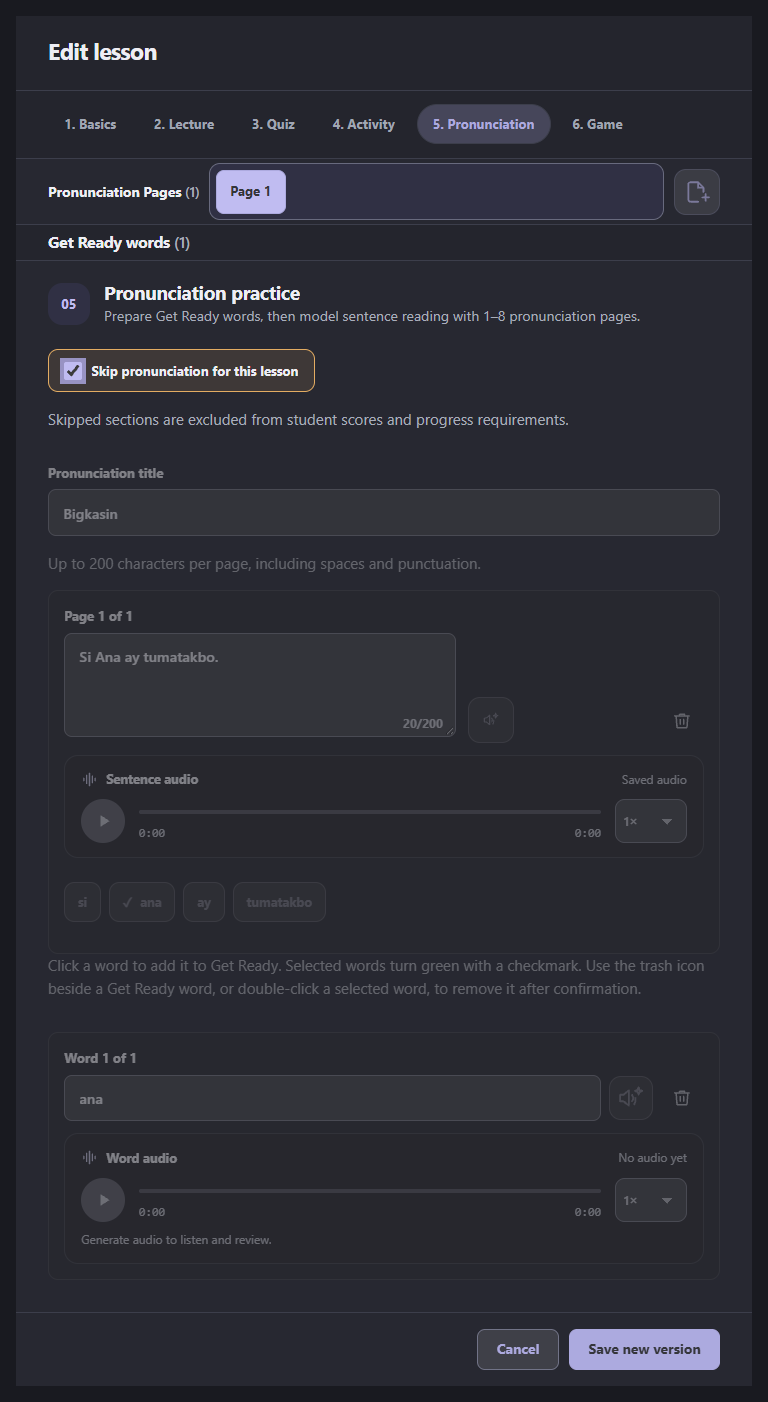 Edit lesson
1. Basics
2. Lecture
3. Quiz
4. Activity
5. Pronunciation
6. Game
Pronunciation Pages (1)
Page 1
Get Ready words (1)
05
Pronunciation practice
Prepare Get Ready words, then model sentence reading with 1–8 pronunciation pages.
Skip pronunciation for this lesson
Skipped sections are excluded from student scores and progress requirements.
Pronunciation title
Bigkasin
Up to 200 characters per page, including spaces and punctuation.
Page 1 of 1
Si Ana ay tumatakbo.
20/200
Sentence audio
Saved audio
0:00
0:00
1×
si
✓ ana
ay
tumatakbo
Click a word to add it to Get Ready. Selected words turn green with a checkmark. Use the trash icon
beside a Get Ready word, or double-click a selected word, to remove it after confirmation.
Word 1 of 1
ana
Word audio
No audio yet
0:00
0:00
1×
Generate audio to listen and review.
Cancel
Save new version